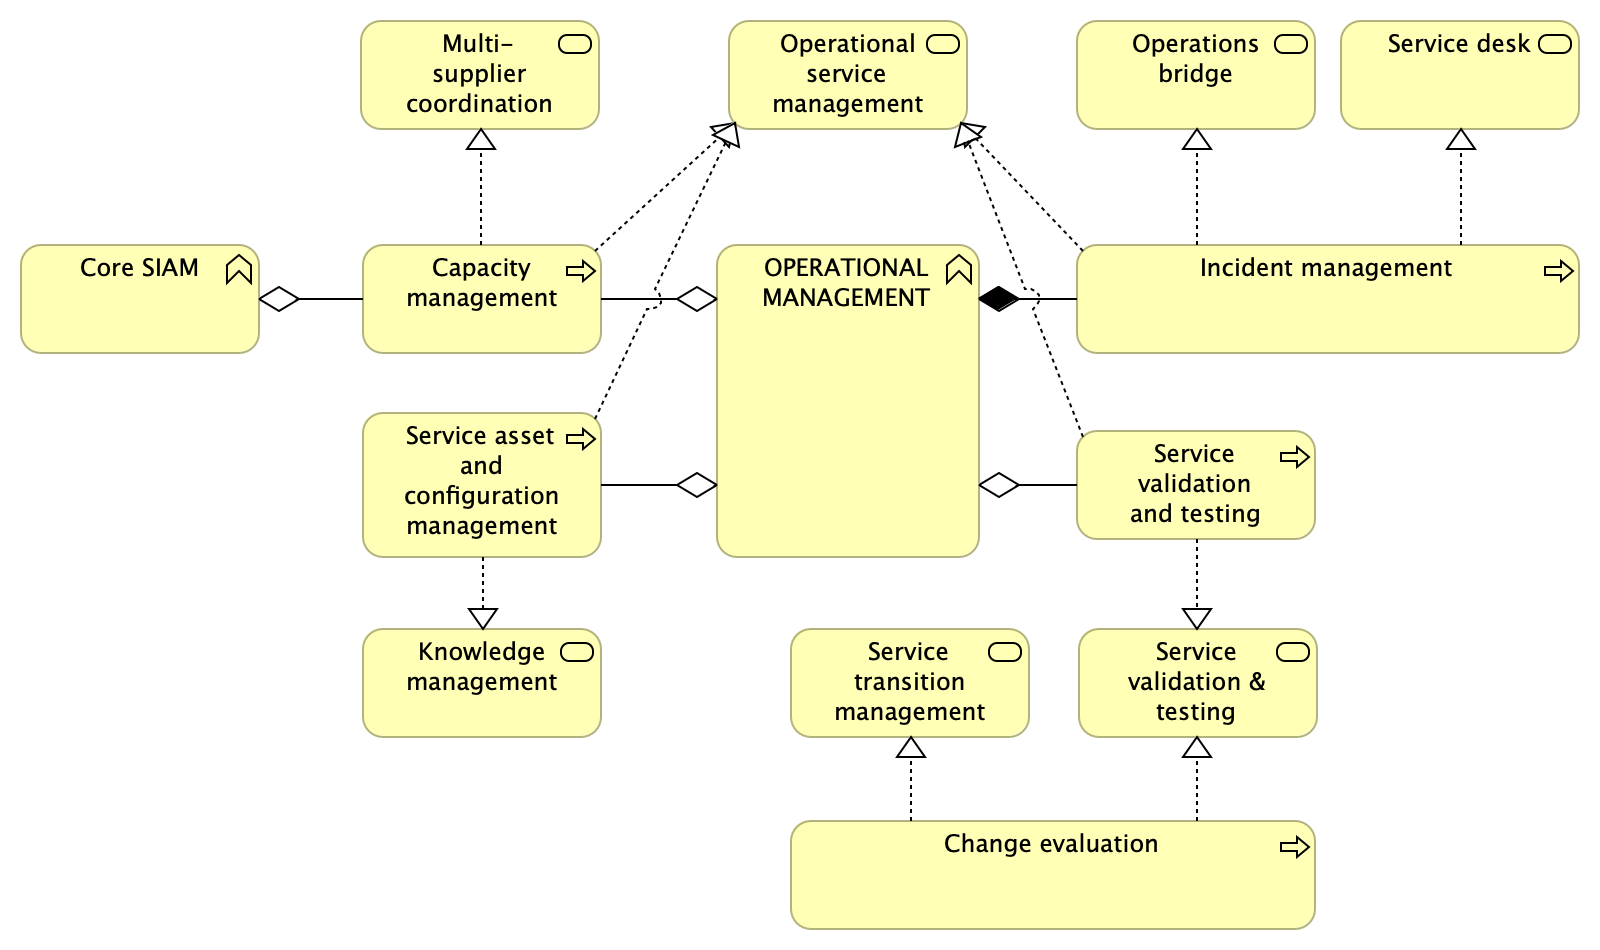 Multi-
supplier
coordination
Operational
service
management
Operations
bridge
Service desk
Core SIAM
Capacity
management
OPERATIONAL
MANAGEMENT
Incident management
Service asset
and
configuration
management
Service
validation
and testing
Knowledge
management
Service
transition
management
Service
validation &
testing
Change evaluation